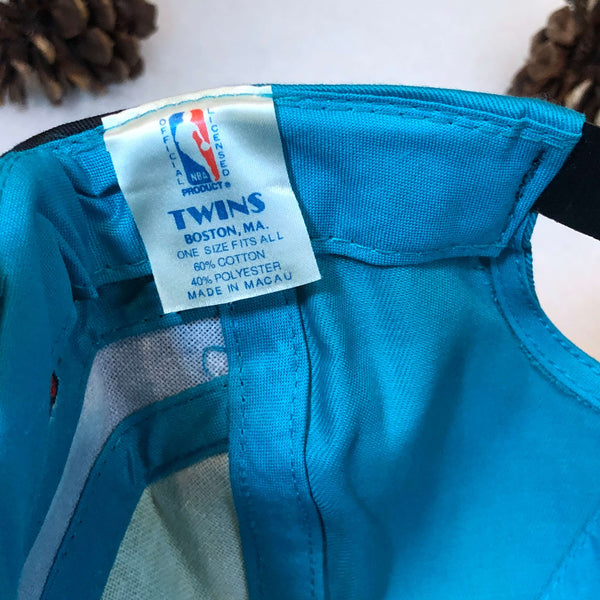 OFFICIAL LICENSED
NBA
PRODUCT®
TWINS
BOSTON, MA.
ONE SIZE FITS ALL
60% COTTON
40% POLYESTER
MADE IN MACAU